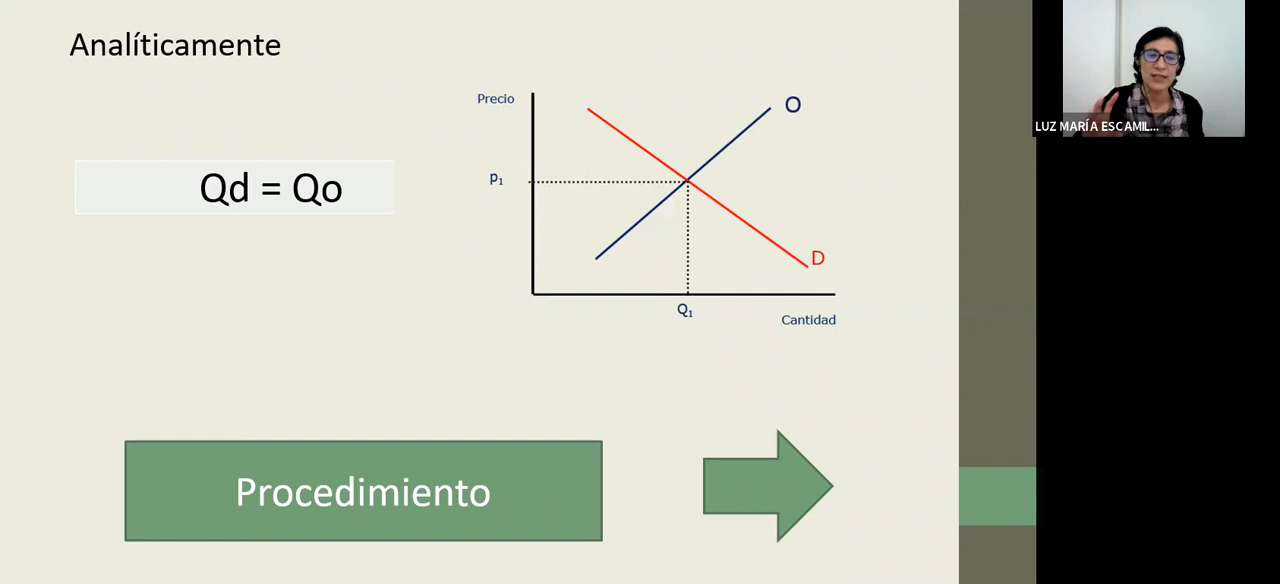 Analíticamente
Precio
O
p₁
Qd = Qo
D
Q₁
Cantidad
LUZ MARÍA ESCAMIL...
Procedimiento